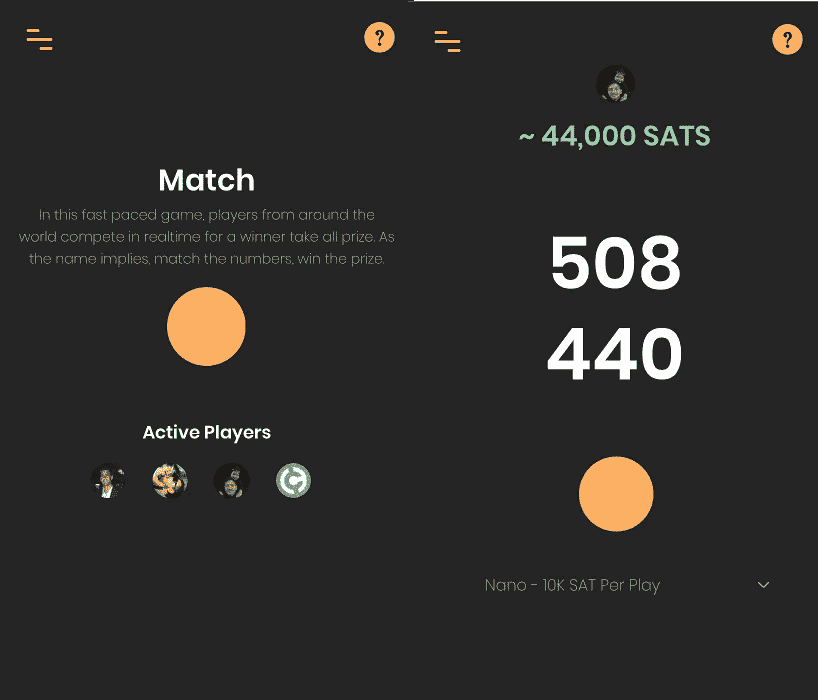 ?
Match
In this fast paced game, players from around the
world compete in realtime for a winner take all prize. As
the name implies, match the numbers, win the prize.
Active Players
?
~ 44,000 SATS
508
440
Nano - 10K SAT Per Play